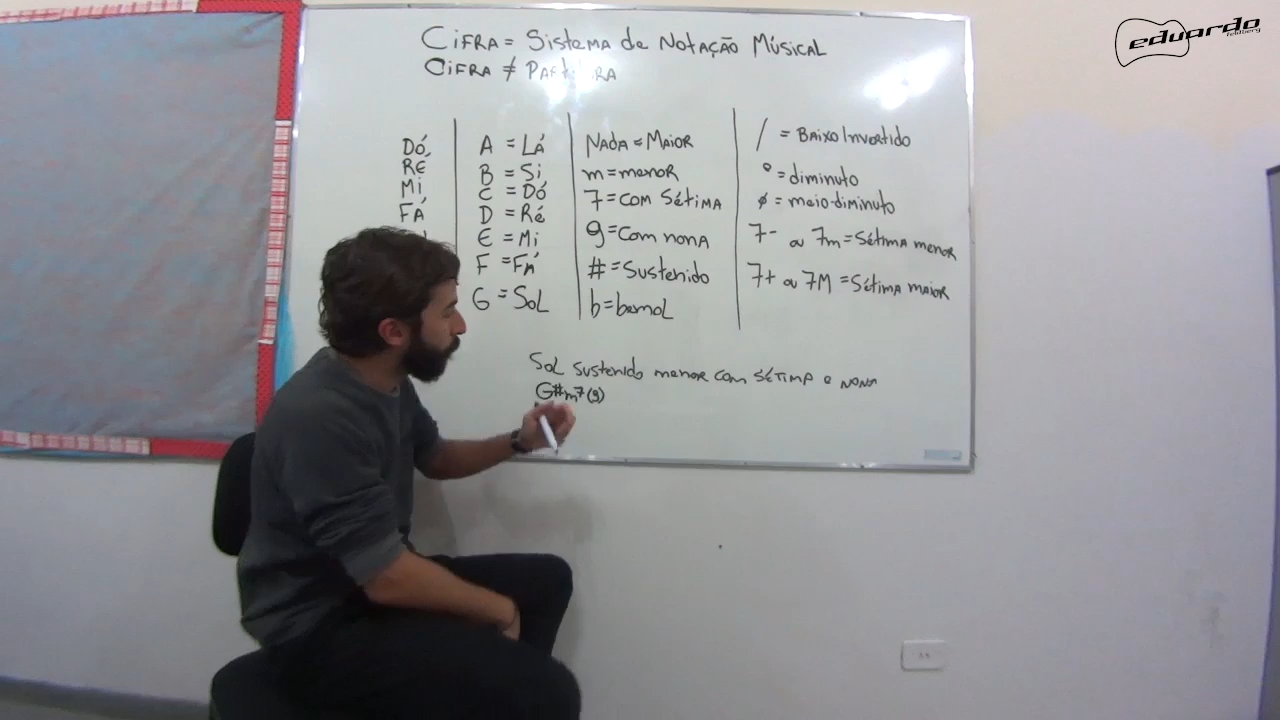 eduardo
feldberg
Cifra = Sistema de Notação Músical
Cifra ≠
Dó
Ré
Mi
Fá
A = Lá
B = Si
C = Dó
D = Ré
E = Mi
F = Fá
G = Sol
Nada = Maior
m = menor
7 = com Sétima
9 = Com nona
# = Sustenido
b = bemol
/ = Baixo Invertido
° = diminuto
ø = meio-diminuto
7- ou 7m = Sétima menor
7+ ou 7M = Sétima maior
Sol sustenido menor com sétima e nona
G#m7(9)